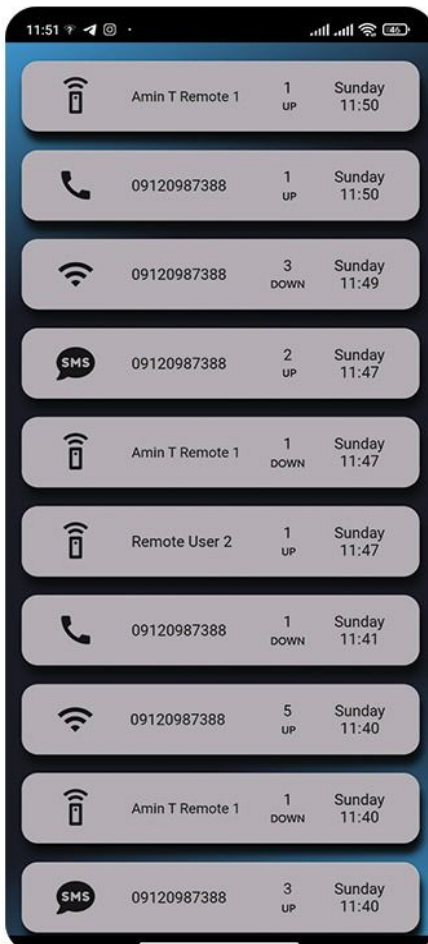 11:51
46
Amin T Remote 1 1 UP Sunday 11:50
09120987388 1 UP Sunday 11:50
09120987388 3 DOWN Sunday 11:49
SMS 09120987388 2 UP Sunday 11:47
Amin T Remote 1 1 DOWN Sunday 11:47
Remote User 2 1 UP Sunday 11:47
09120987388 1 DOWN Sunday 11:41
09120987388 5 UP Sunday 11:40
Amin T Remote 1 1 DOWN Sunday 11:40
SMS 09120987388 3 UP Sunday 11:40